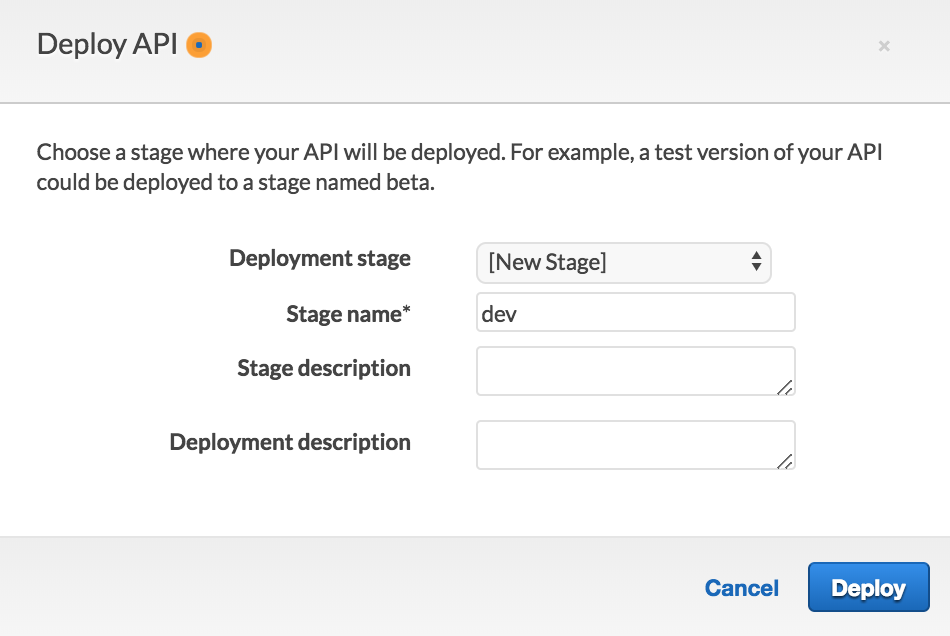 Deploy API
×
Choose a stage where your API will be deployed. For example, a test version of your API
could be deployed to a stage named beta.
Deployment stage [New Stage]
Stage name* dev
Stage description
Deployment description
Cancel Deploy